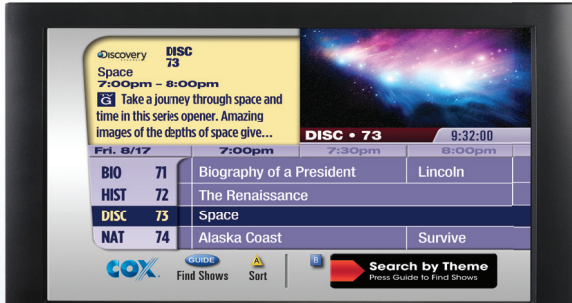 Discovery
CHANNEL
DISC
73
Space
7:00pm – 8:00pm
G Take a journey through space and
time in this series opener. Amazing
images of the depths of space give...
DISC • 73
9:32:00
Fri. 8/17 7:00pm 7:30pm 8:00pm
BIO 71 Biography of a President Lincoln
HIST 72 The Renaissance
DISC 73 Space
NAT 74 Alaska Coast Survive
COX
GUIDE
Find Shows
A
Sort
B
Search by Theme
Press Guide to Find Shows